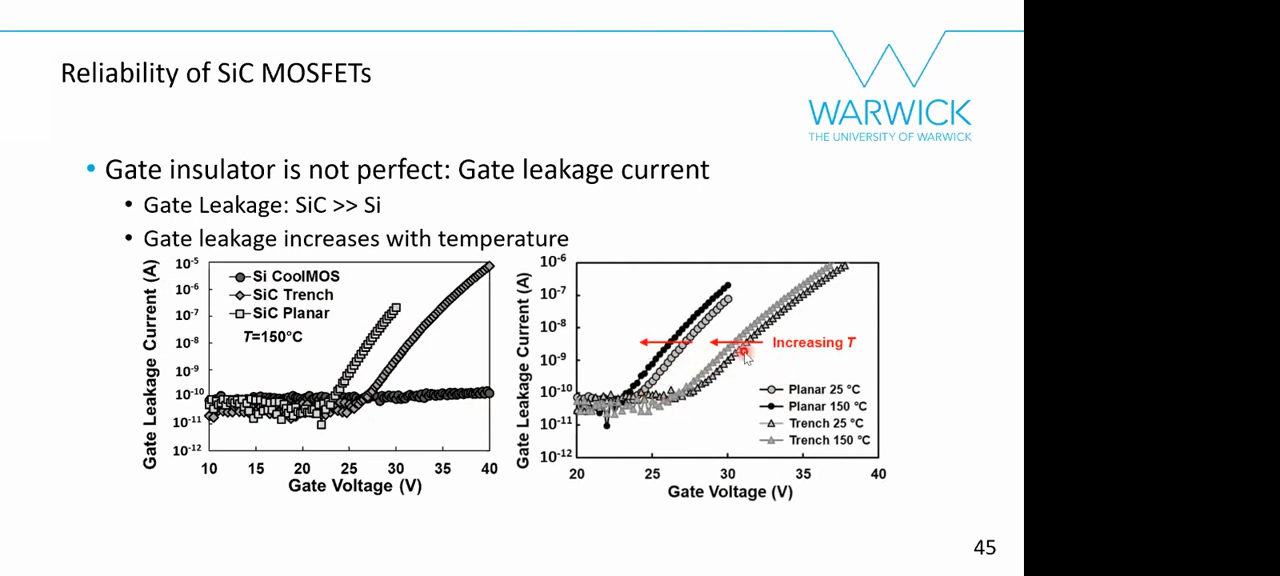 Reliability of SiC MOSFETs
WARWICK
THE UNIVERSITY OF WARWICK
• Gate insulator is not perfect: Gate leakage current
• Gate Leakage: SiC >> Si
• Gate leakage increases with temperature
Gate Leakage Current (A)
10⁻⁵
10⁻⁶
10⁻⁷
10⁻⁸
10⁻⁹
10⁻¹⁰
10⁻¹¹
10⁻¹²
Si CoolMOS
SiC Trench
SiC Planar
T=150°C
10 15 20 25 30 35 40
Gate Voltage (V)
Gate Leakage Current (A)
10⁻⁶
10⁻⁷
10⁻⁸
10⁻⁹
10⁻¹⁰
10⁻¹¹
10⁻¹²
Increasing T
Planar 25 °C
Planar 150 °C
Trench 25 °C
Trench 150 °C
20 25 30 35 40
Gate Voltage (V)
45